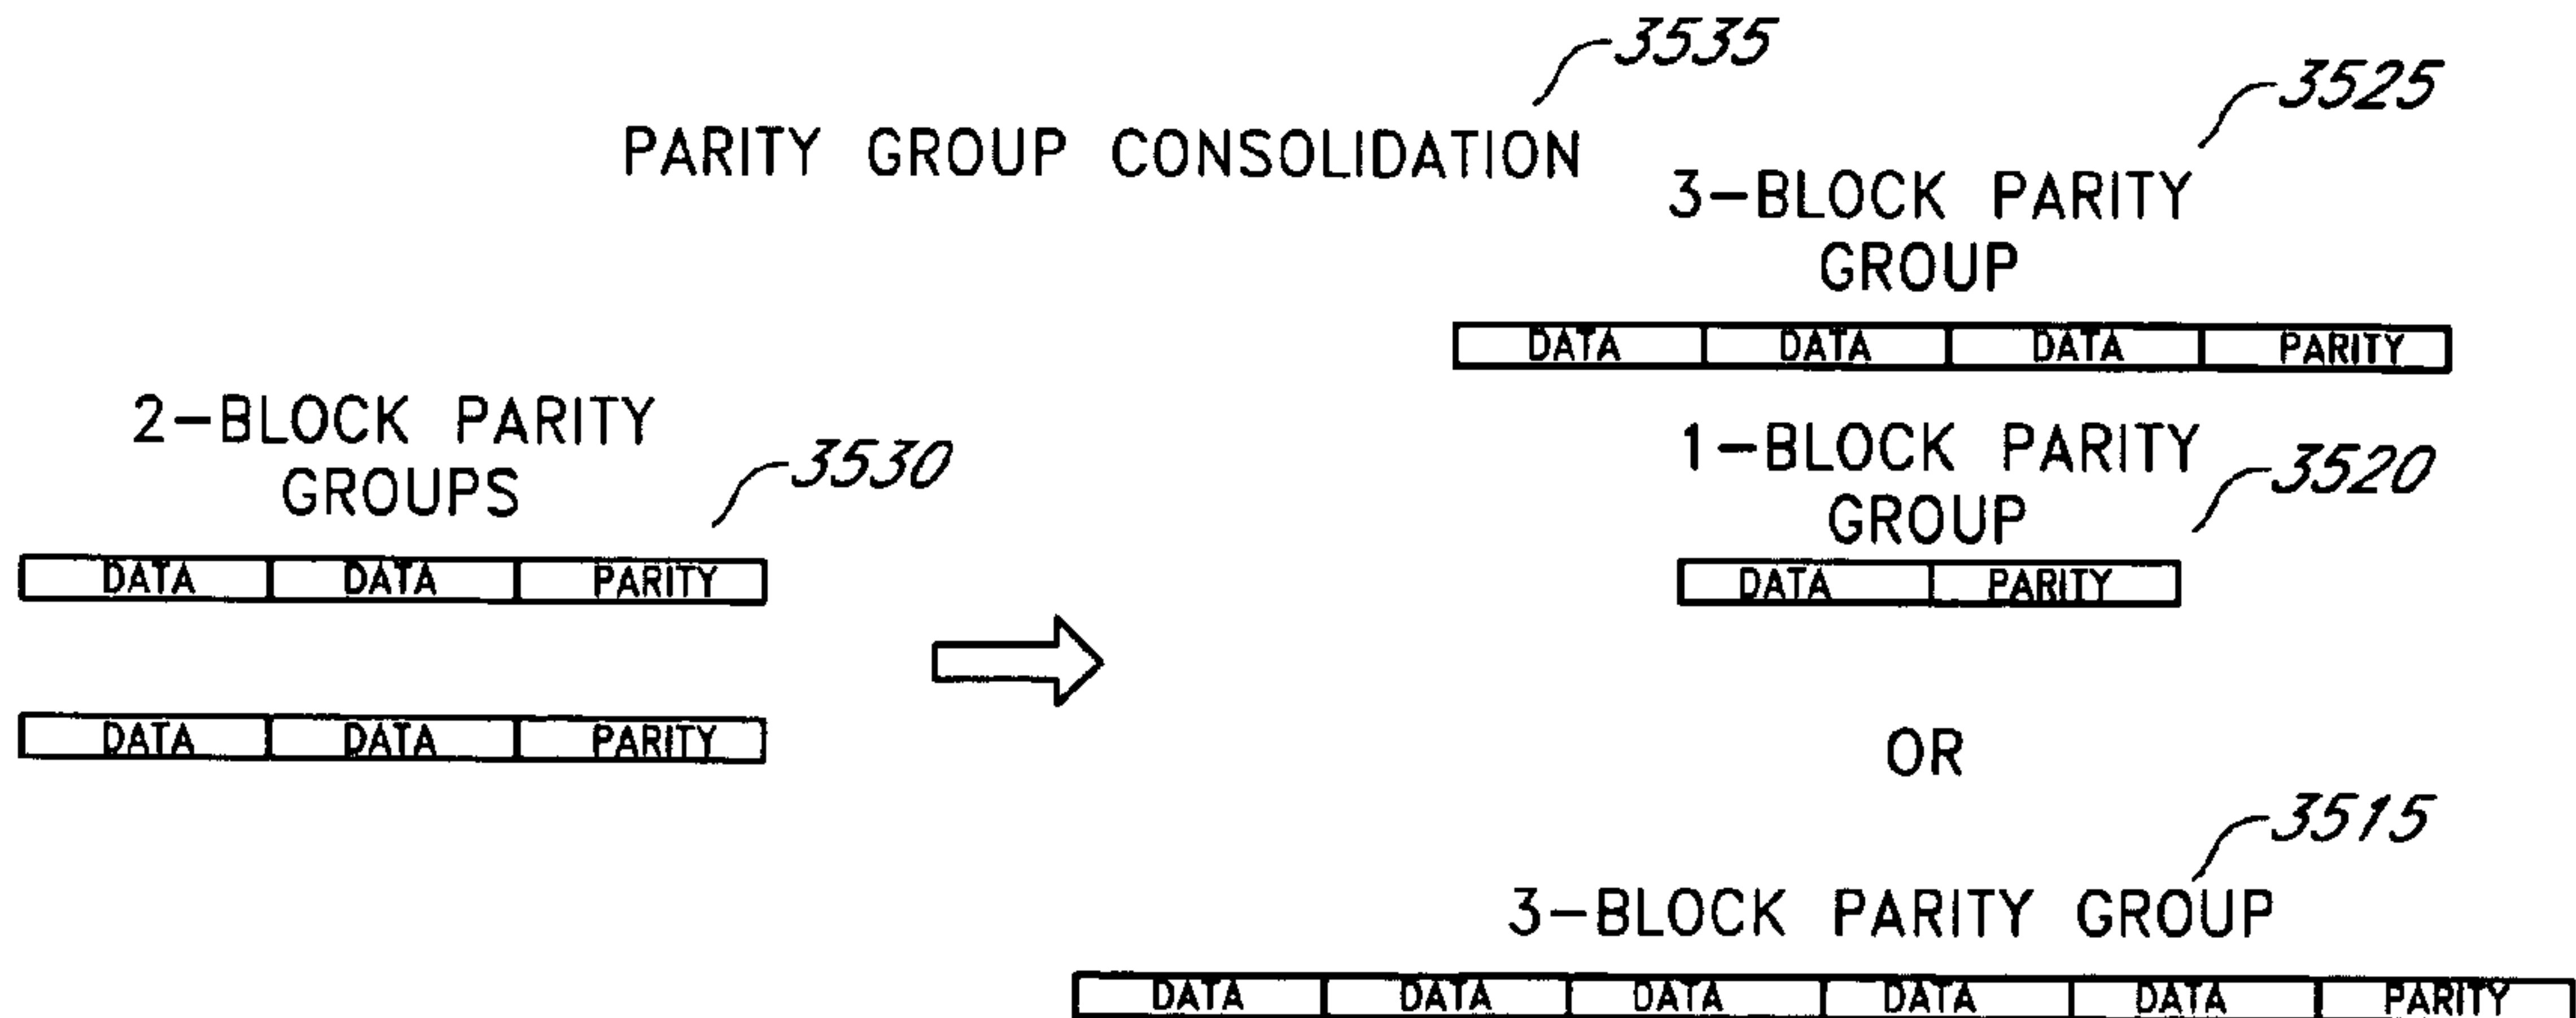 3535
PARITY GROUP CONSOLIDATION
3525
3-BLOCK PARITY
GROUP
DATA DATA DATA PARITY
2-BLOCK PARITY
GROUPS
3530
DATA DATA PARITY
DATA DATA PARITY
1-BLOCK PARITY
GROUP
3520
DATA PARITY
OR
3515
3-BLOCK PARITY GROUP
DATA DATA DATA DATA DATA PARITY